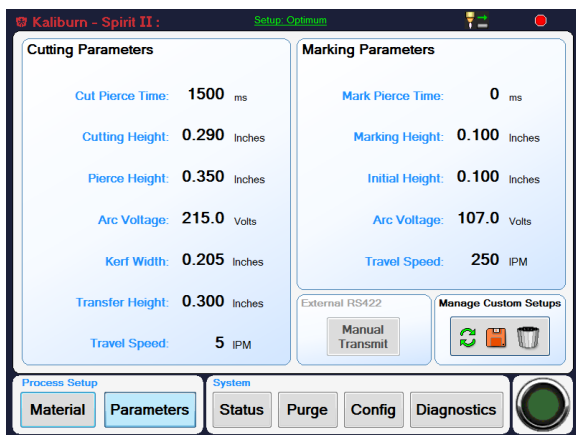 Kaliburn - Spirit II :
Setup: Optimum
Cutting Parameters
Cut Pierce Time: 1500 ms
Cutting Height: 0.290 Inches
Pierce Height: 0.350 Inches
Arc Voltage: 215.0 Volts
Kerf Width: 0.205 Inches
Transfer Height: 0.300 Inches
Travel Speed: 5 IPM
Marking Parameters
Mark Pierce Time: 0 ms
Marking Height: 0.100 Inches
Initial Height: 0.100 Inches
Arc Voltage: 107.0 Volts
Travel Speed: 250 IPM
External RS422
Manual
Transmit
Manage Custom Setups
Process Setup
Material Parameters
System
Status Purge Config Diagnostics